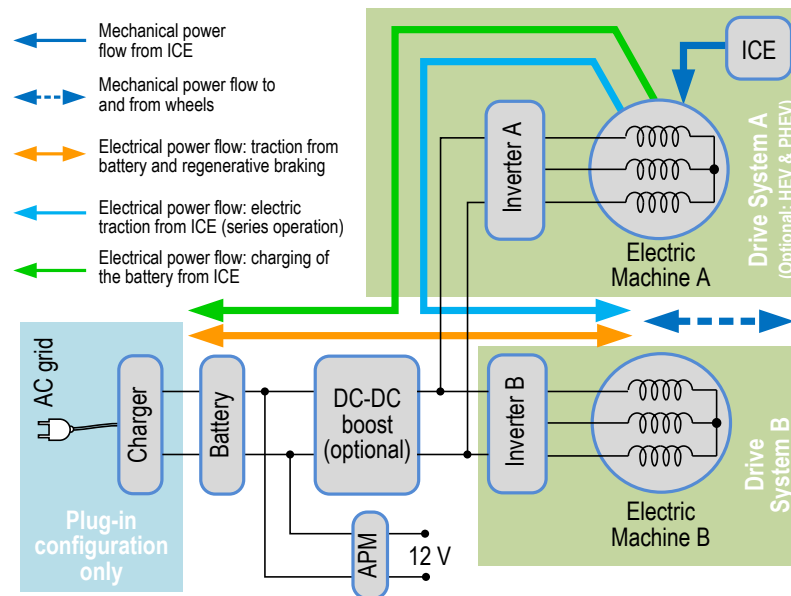 Mechanical power
flow from ICE
Mechanical power flow to
and from wheels
Electrical power flow: traction from
battery and regenerative braking
Electrical power flow: electric
traction from ICE (series operation)
Electrical power flow: charging of
the battery from ICE
ICE
Inverter A
Electric
Machine A
Drive System A
(Optional: HEV & PHEV)
AC grid
Charger
Battery
DC-DC
boost
(optional)
Inverter B
Electric
Machine B
Drive
System B
Plug-in
configuration
only
APM
12 V